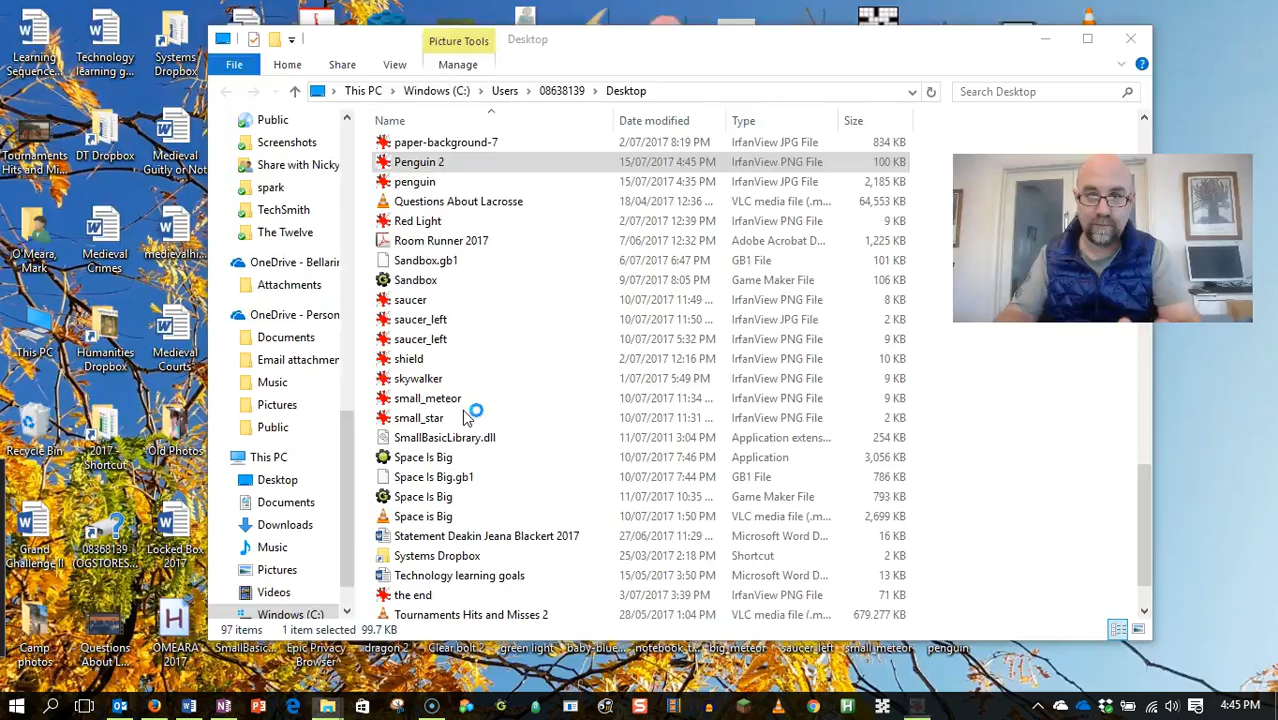 Learning Sequence...
Technology learning g...
Systems Dropbox
Tournaments Hits and Mi...
DT Dropbox
Medieval Guitly or Not
O'Meara, Mark
Medieval Crimes
medievalhi...
This PC
Humanities Dropbox
Medieval Courts
Recycle Bin
2017 - Shortcut
Old Photos
Grand Challenge II
08368139 (OGSTORES...
Locked Box 2017
Camp photos
Questions About L...
OMEARA 2017
SmallBasic...
Epic Privacy Browser
dragon 2
Clear bolt 2
green light
baby-blue...
notebook_t...
big_meteor
saucer_left
small_meteor
penguin
Picture Tools
Desktop
File
Home
Share
View
Manage
This PC > Windows (C:) > Users > 08638139 > Desktop
Search Desktop
Public
Screenshots
Share with Nicky
spark
TechSmith
The Twelve
OneDrive - Bellarin
Attachments
OneDrive - Person
Documents
Email attachmen
Music
Pictures
Public
This PC
Desktop
Documents
Downloads
Music
Pictures
Videos
Windows (C:)
Name Date modified Type Size
paper-background-7 2/07/2017 8:19 PM IrfanView JPG File 834 KB
Penguin 2 15/07/2017 4:45 PM IrfanView PNG File 100 KB
penguin 15/07/2017 4:35 PM IrfanView JPG File 2,185 KB
Questions About Lacrosse 18/04/2017 12:36 ... VLC media file (.m... 64,553 KB
Red Light 2/07/2017 12:39 PM IrfanView PNG File 9 KB
Room Runner 2017 7/06/2017 12:32 PM Adobe Acrobat D... 1,225 KB
Sandbox.gb1 6/07/2017 6:47 PM GB1 File 101 KB
Sandbox 9/07/2017 8:05 PM Game Maker File 106 KB
saucer 10/07/2017 11:49 ... IrfanView PNG File 8 KB
saucer_left 10/07/2017 11:50 ... IrfanView JPG File 2 KB
saucer_left 10/07/2017 5:32 PM IrfanView PNG File 9 KB
shield 2/07/2017 12:16 PM IrfanView PNG File 10 KB
skywalker 1/07/2017 5:49 PM IrfanView PNG File 9 KB
small_meteor 10/07/2017 11:34 ... IrfanView PNG File 9 KB
small_star 10/07/2017 11:31 ... IrfanView PNG File 2 KB
SmallBasicLibrary.dll 11/07/2011 3:04 PM Application extens... 254 KB
Space Is Big 10/07/2017 7:46 PM Application 3,056 KB
Space Is Big.gb1 10/07/2017 7:44 PM GB1 File 786 KB
Space Is Big 11/07/2017 10:35 ... Game Maker File 793 KB
Space is Big 10/07/2017 7:50 PM VLC media file (.m... 2,699 KB
Statement Deakin Jeana Blackert 2017 27/06/2017 11:29 ... Microsoft Word D... 16 KB
Systems Dropbox 25/03/2017 2:18 PM Shortcut 2 KB
Technology learning goals 15/05/2017 3:50 PM Microsoft Word D... 13 KB
the end 3/07/2017 3:39 PM IrfanView PNG File 71 KB
Tournaments Hits and Misses 2 28/05/2017 1:04 PM VLC media file (.m... 679,277 KB
97 items 1 item selected 99.7 KB
4:45 PM